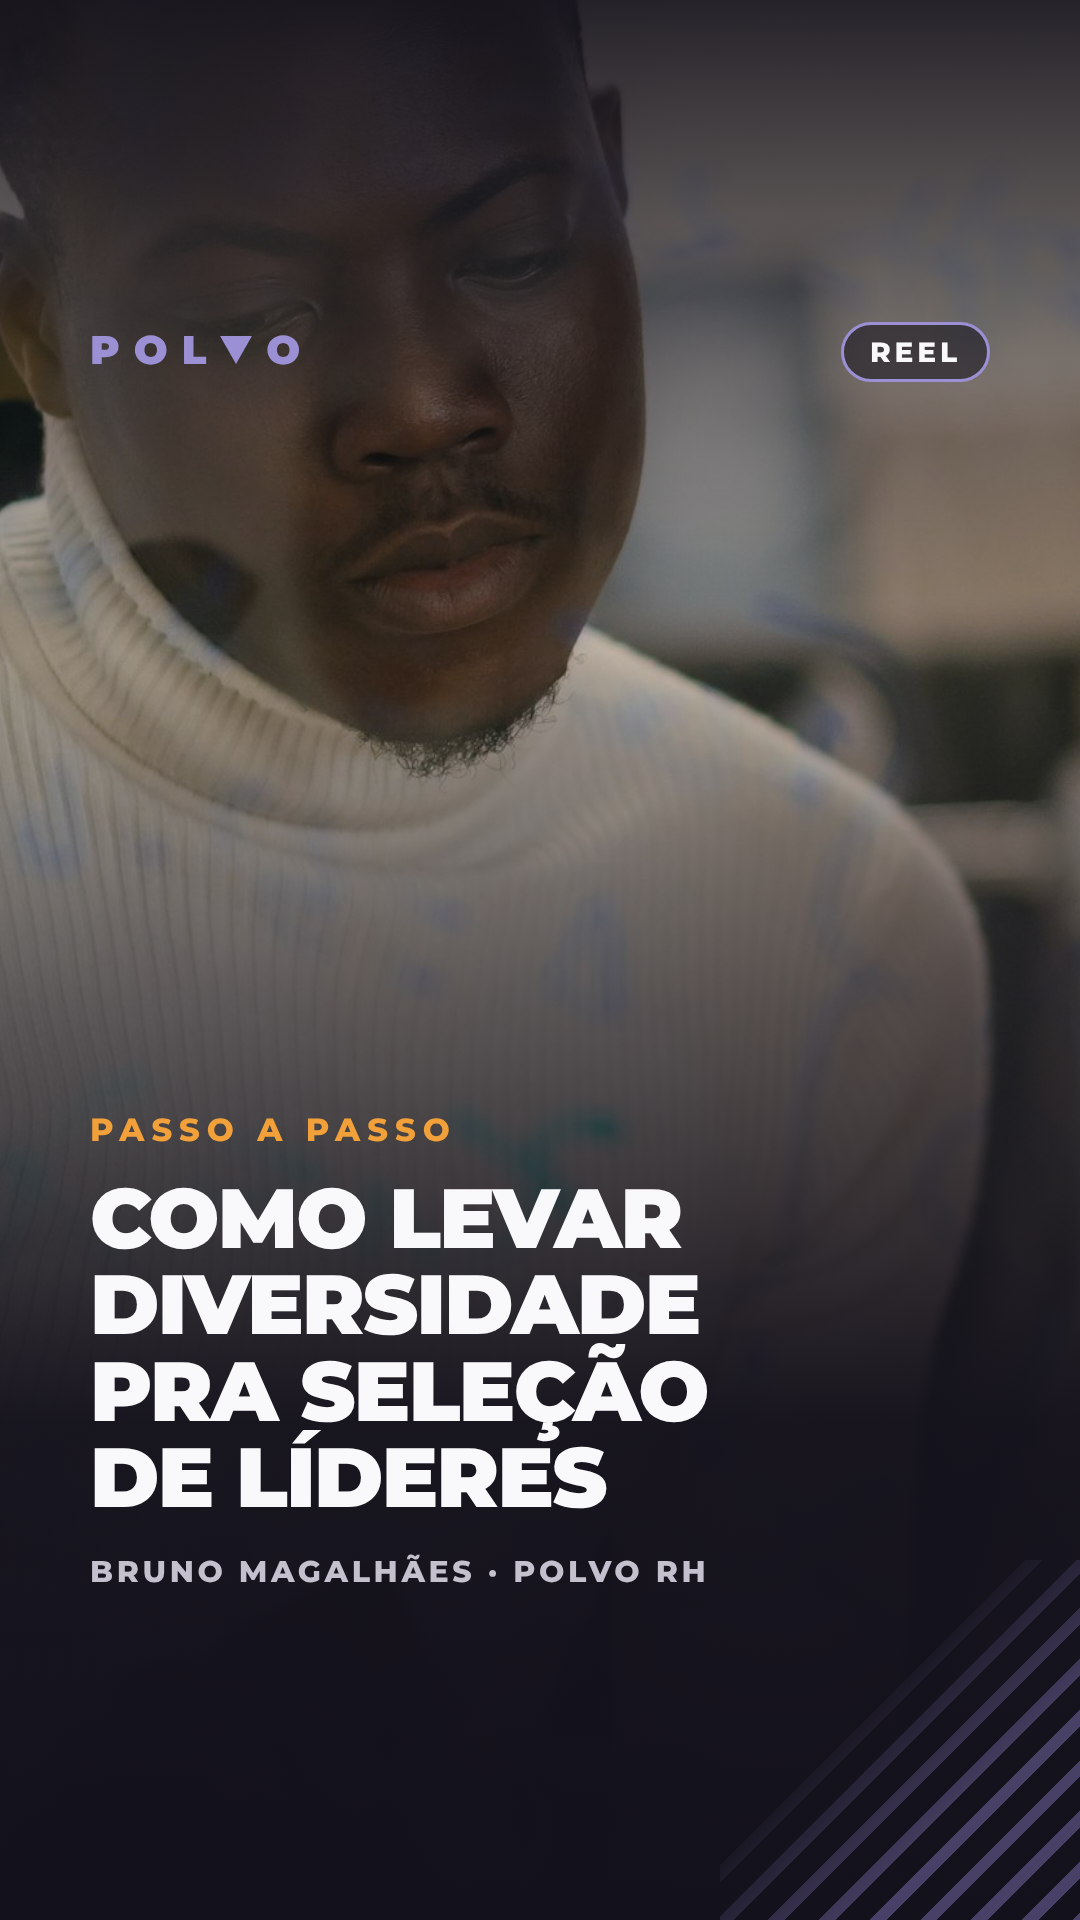 POLVO
REEL
PASSO A PASSO
COMO LEVAR
DIVERSIDADE
PRA SELEÇÃO
DE LÍDERES
BRUNO MAGALHÃES · POLVO RH